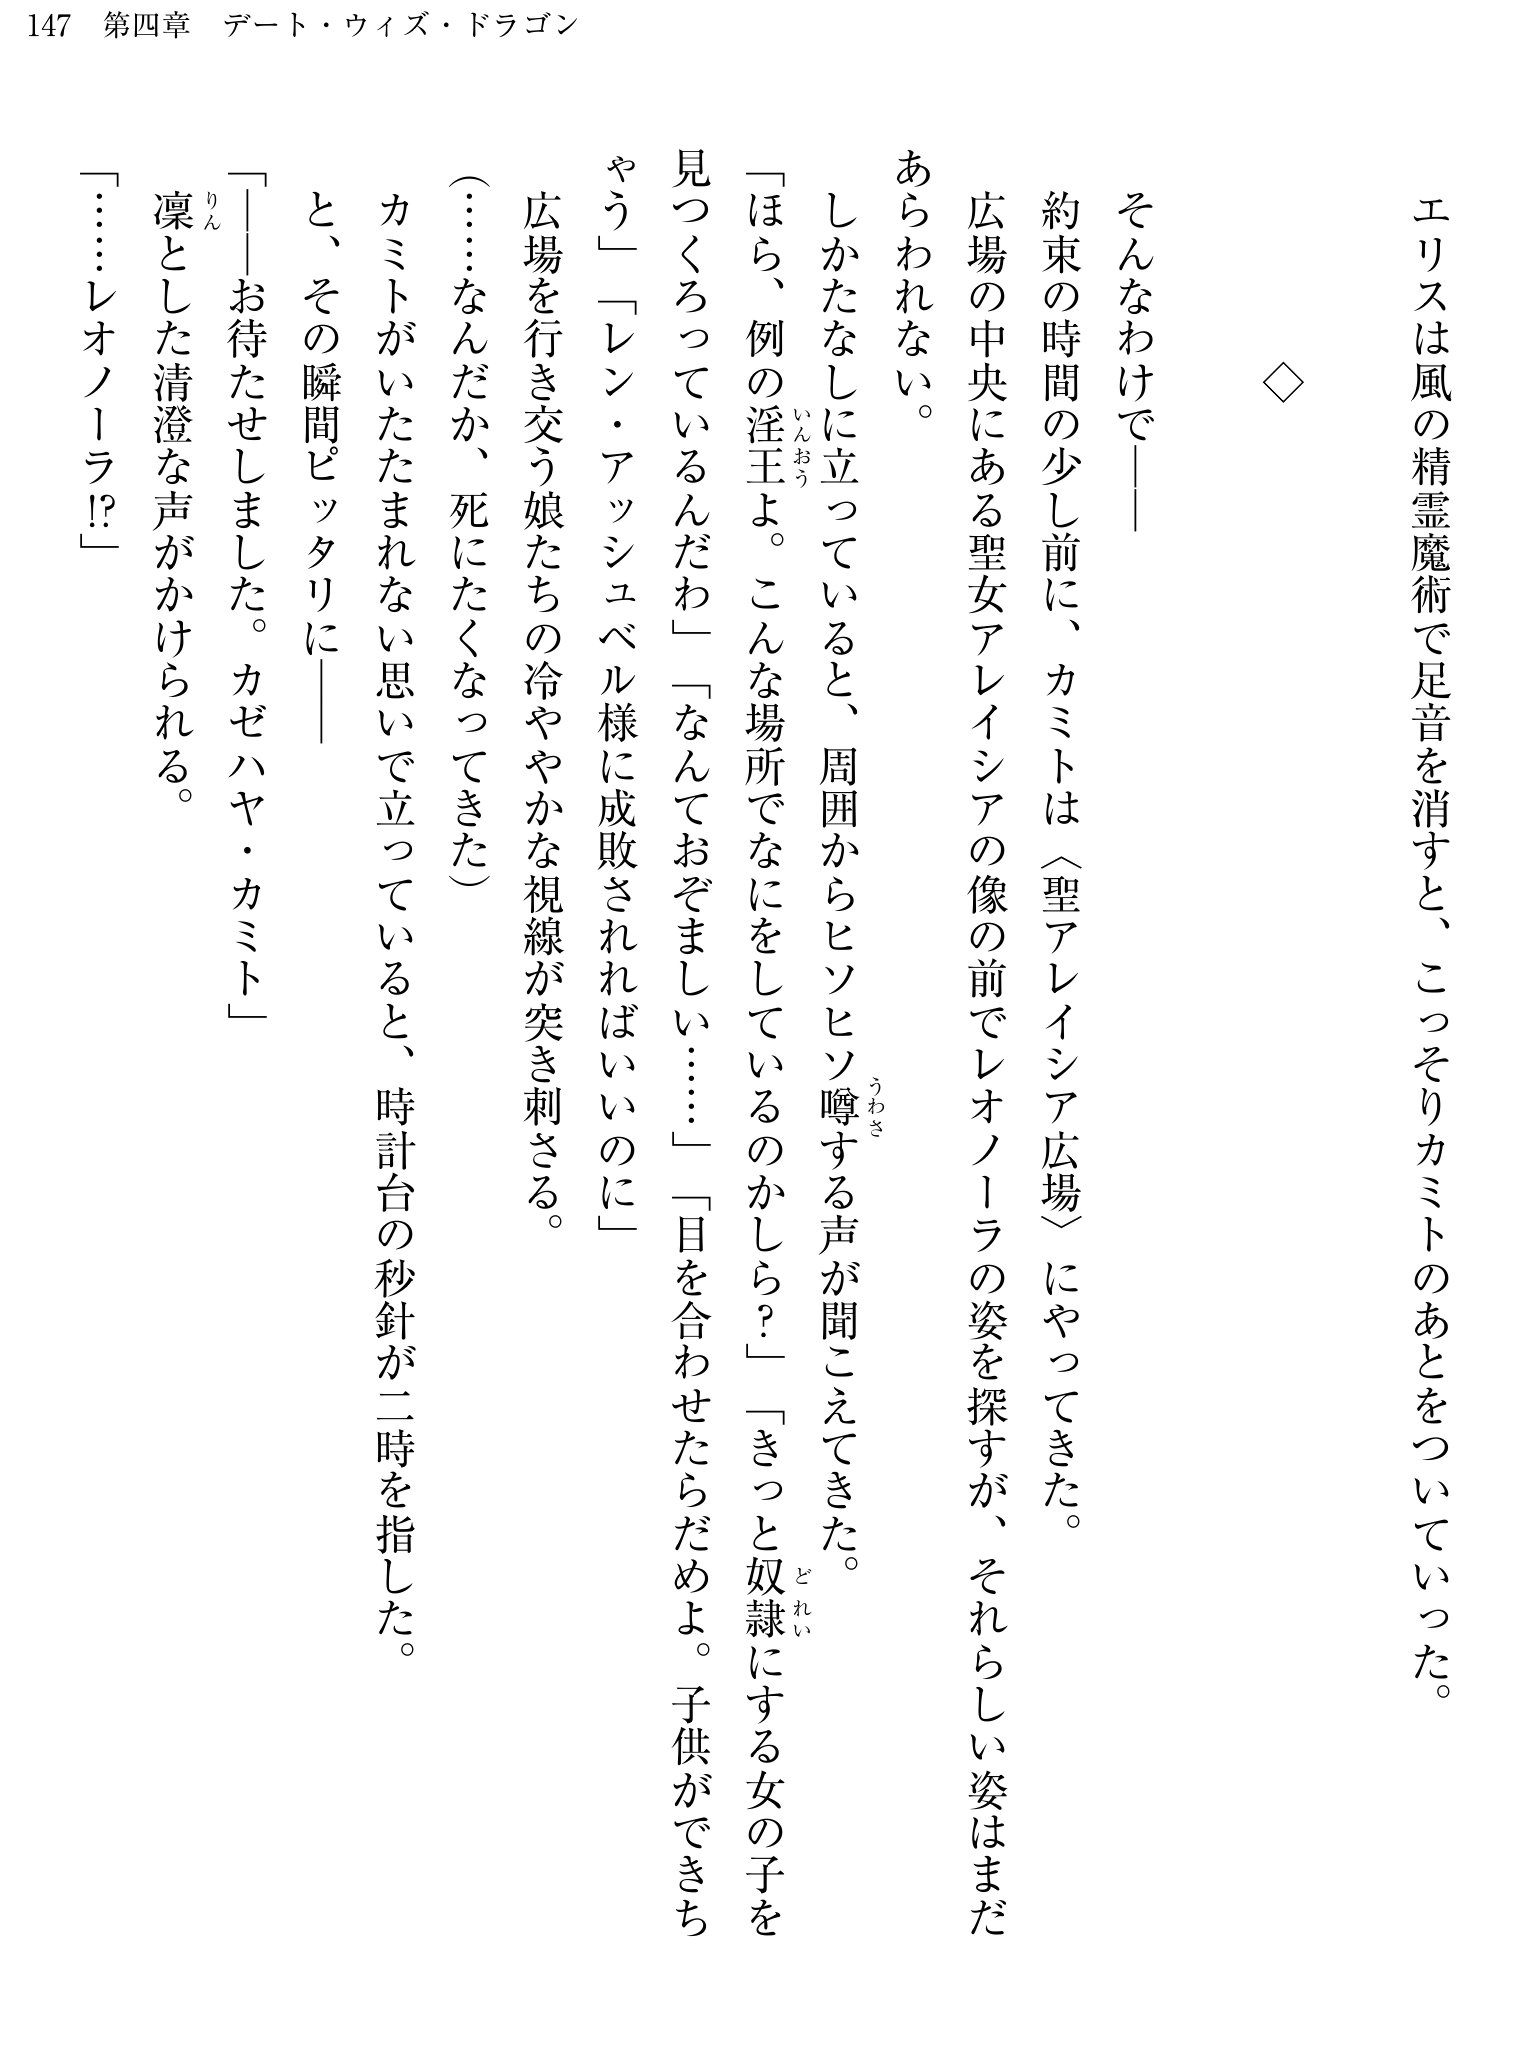 147 第四章 デート・ウィズ・ドラゴン
エリスは風の精霊魔術で足音を消すと、こっそりカミトのあとをついていった。
◇
そんなわけで――
約束の時間の少し前に、カミトは〈聖アレイシア広場〉にやってきた。
広場の中央にある聖女アレイシアの像の前でレオノーラの姿を探すが、それらしい姿はまだ
あらわれない。
しかたなしに立っていると、周囲からヒソヒソ噂する声が聞こえてきた。
「ほら、例の淫王よ。こんな場所でなにをしているのかしら?」「きっと奴隷にする女の子を
見つくろっているんだわ」「なんておぞましい……」「目を合わせたらだめよ。子供ができち
ゃう」「レン・アッシュベル様に成敗されればいいのに」
広場を行き交う娘たちの冷ややかな視線が突き刺さる。
(……なんだか、死にたくなってきた)
カミトがいたたまれない思いで立っていると、時計台の秒針が二時を指した。
と、その瞬間ピッタリに――
「――お待たせしました。カゼハヤ・カミト」
凜とした清澄な声がかけられる。
「……レオノーラ!?」